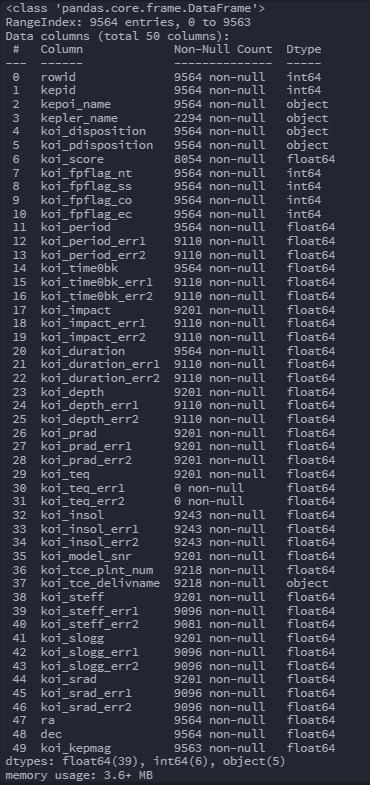 <class 'pandas.core.frame.DataFrame'>
RangeIndex: 9564 entries, 0 to 9563
Data columns (total 50 columns):
 #   Column             Non-Null Count  Dtype
---  ------             --------------  -----
 0   rowid              9564 non-null   int64
 1   kepid              9564 non-null   int64
 2   kepoi_name         9564 non-null   object
 3   kepler_name        2294 non-null   object
 4   koi_disposition    9564 non-null   object
 5   koi_pdisposition   9564 non-null   object
 6   koi_score          8054 non-null   float64
 7   koi_fpflag_nt      9564 non-null   int64
 8   koi_fpflag_ss      9564 non-null   int64
 9   koi_fpflag_co      9564 non-null   int64
 10  koi_fpflag_ec      9564 non-null   int64
 11  koi_period         9564 non-null   float64
 12  koi_period_err1    9110 non-null   float64
 13  koi_period_err2    9110 non-null   float64
 14  koi_time0bk        9564 non-null   float64
 15  koi_time0bk_err1   9110 non-null   float64
 16  koi_time0bk_err2   9110 non-null   float64
 17  koi_impact         9201 non-null   float64
 18  koi_impact_err1    9110 non-null   float64
 19  koi_impact_err2    9110 non-null   float64
 20  koi_duration       9564 non-null   float64
 21  koi_duration_err1  9110 non-null   float64
 22  koi_duration_err2  9110 non-null   float64
 23  koi_depth          9201 non-null   float64
 24  koi_depth_err1     9110 non-null   float64
 25  koi_depth_err2     9110 non-null   float64
 26  koi_prad           9201 non-null   float64
 27  koi_prad_err1      9201 non-null   float64
 28  koi_prad_err2      9201 non-null   float64
 29  koi_teq            9201 non-null   float64
 30  koi_teq_err1       0 non-null      float64
 31  koi_teq_err2       0 non-null      float64
 32  koi_insol          9243 non-null   float64
 33  koi_insol_err1     9243 non-null   float64
 34  koi_insol_err2     9243 non-null   float64
 35  koi_model_snr      9201 non-null   float64
 36  koi_tce_plnt_num   9218 non-null   float64
 37  koi_tce_delivname  9218 non-null   object
 38  koi_steff          9201 non-null   float64
 39  koi_steff_err1     9096 non-null   float64
 40  koi_steff_err2     9081 non-null   float64
 41  koi_slogg          9201 non-null   float64
 42  koi_slogg_err1     9096 non-null   float64
 43  koi_slogg_err2     9096 non-null   float64
 44  koi_srad           9201 non-null   float64
 45  koi_srad_err1      9096 non-null   float64
 46  koi_srad_err2      9096 non-null   float64
 47  ra                 9564 non-null   float64
 48  dec                9564 non-null   float64
 49  koi_kepmag         9563 non-null   float64
dtypes: float64(39), int64(6), object(5)
memory usage: 3.6+ MB